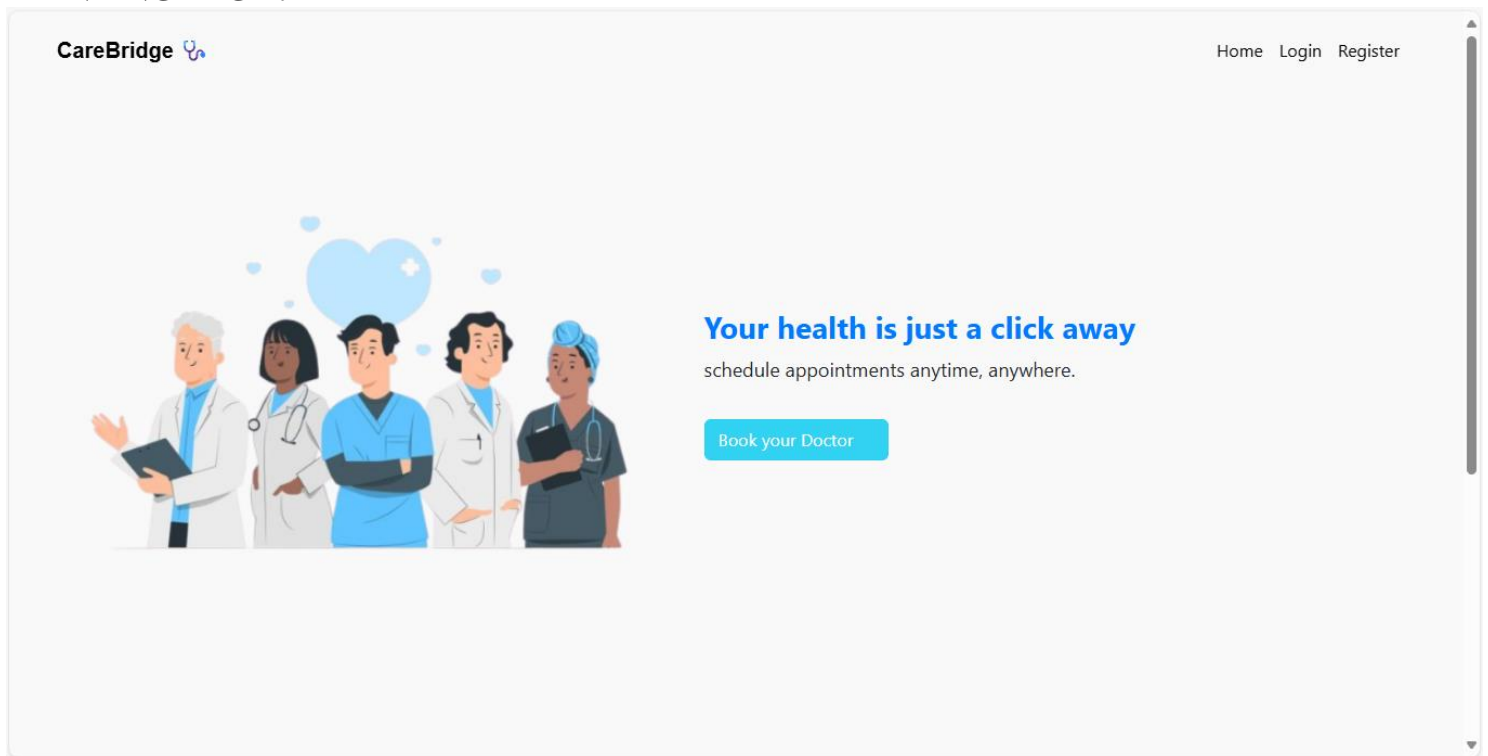 CareBridge
Home Login Register
Your health is just a click away
schedule appointments anytime, anywhere.
Book your Doctor